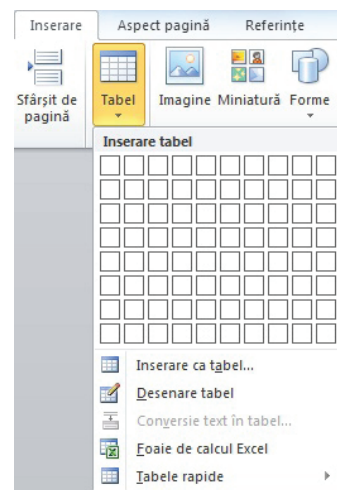 Inserare Aspect pagină Referințe
Sfârșit de
pagină
Tabel Imagine Miniatură Forme
Inserare tabel
Inserare ca tabel...
Desenare tabel
Conversie text în tabel...
Foaie de calcul Excel
Tabele rapide